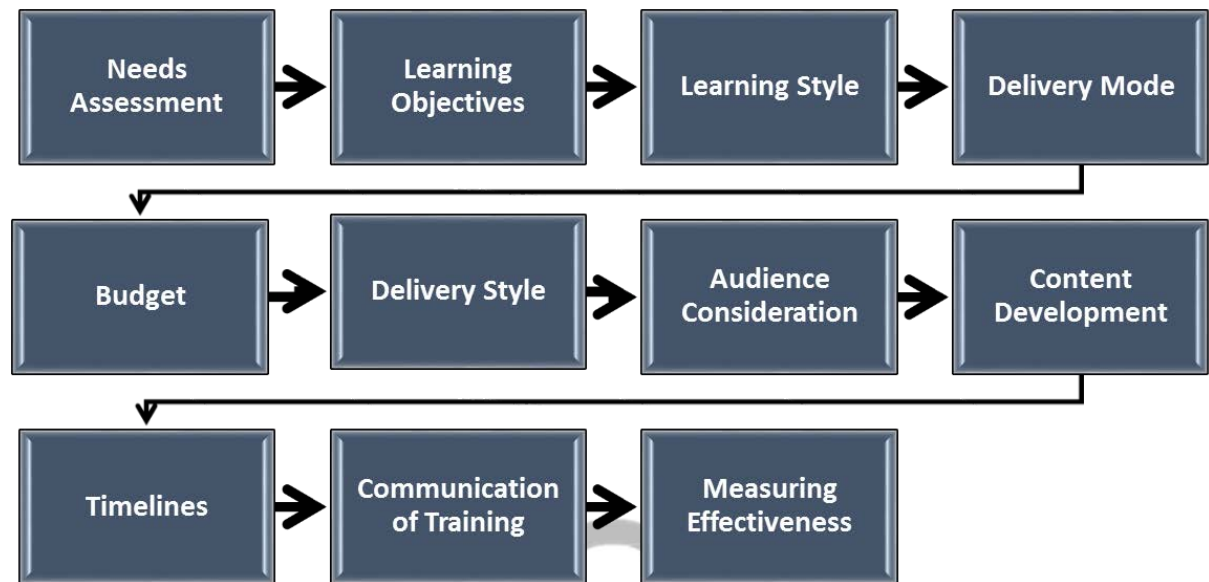 Needs
Assessment
Learning
Objectives
Learning Style
Delivery Mode
Budget
Delivery Style
Audience
Consideration
Content
Development
Timelines
Communication
of Training
Measuring
Effectiveness